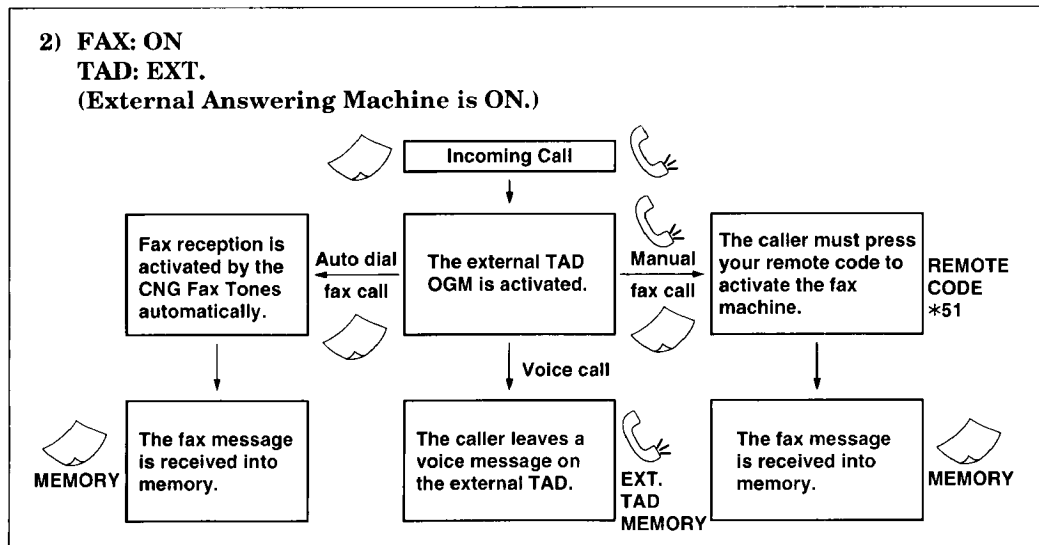 2) FAX: ON
TAD: EXT.
(External Answering Machine is ON.)
Incoming Call
Fax reception is
activated by the
CNG Fax Tones
automatically.
Auto dial
fax call
The external TAD
OGM is activated.
Manual
fax call
The caller must press
your remote code to
activate the fax
machine.
REMOTE
CODE
*51
Voice call
MEMORY
The fax message
is received into
memory.
The caller leaves a
voice message on
the external TAD.
EXT.
TAD
MEMORY
The fax message
is received into
memory.
MEMORY